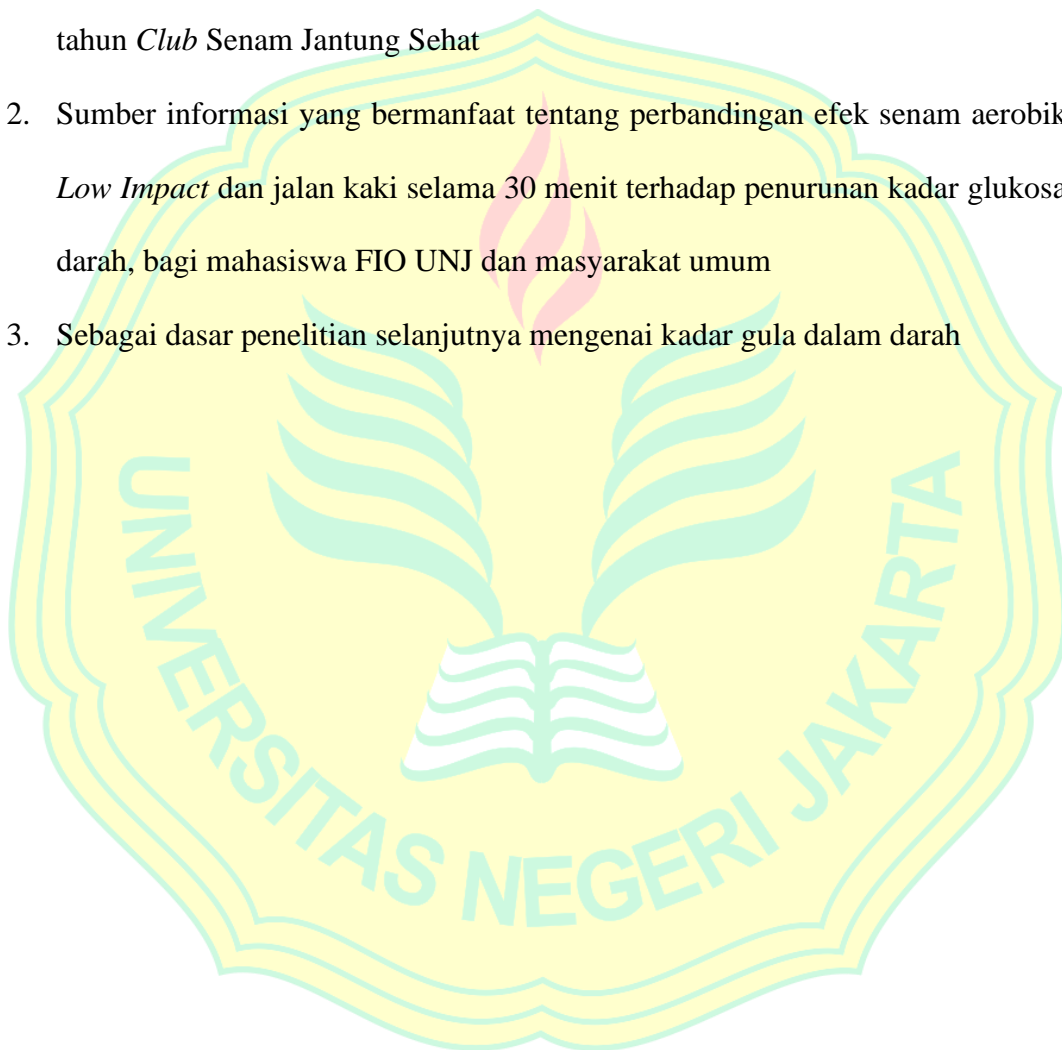 tahun Club Senam Jantung Sehat
2. Sumber informasi yang bermanfaat tentang perbandingan efek senam aerobik
Low Impact dan jalan kaki selama 30 menit terhadap penurunan kadar glukosa
darah, bagi mahasiswa FIO UNJ dan masyarakat umum
3. Sebagai dasar penelitian selanjutnya mengenai kadar gula dalam darah
UNIVERSITAS NEGERI JAKARTA